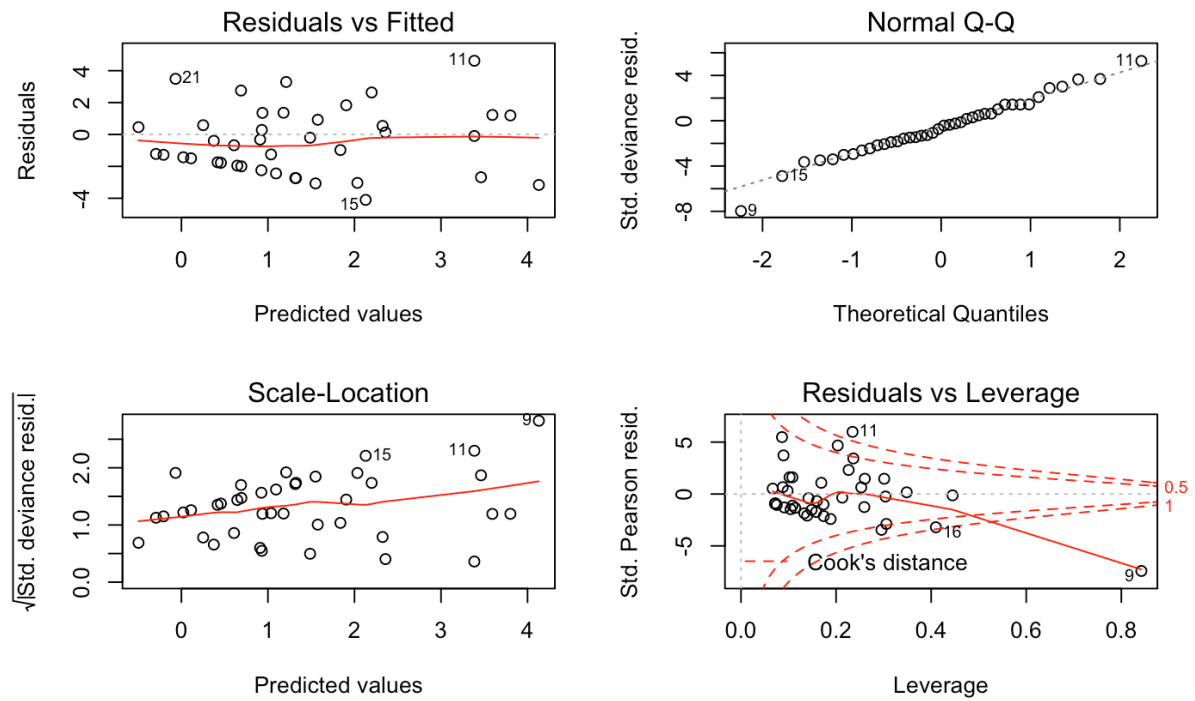 Residuals vs Fitted
Residuals
4
2
0
-4
21
11
15
0 1 2 3 4
Predicted values
Normal Q-Q
Std. deviance resid.
4
0
-4
-8
11
15
9
-2 -1 0 1 2
Theoretical Quantiles
Scale-Location
√|Std. deviance resid.|
2.0
1.0
0.0
9
11
15
0 1 2 3 4
Predicted values
Residuals vs Leverage
Std. Pearson resid.
5
0
-5
11
16
9
0.5
1
Cook's distance
0.0 0.2 0.4 0.6 0.8
Leverage